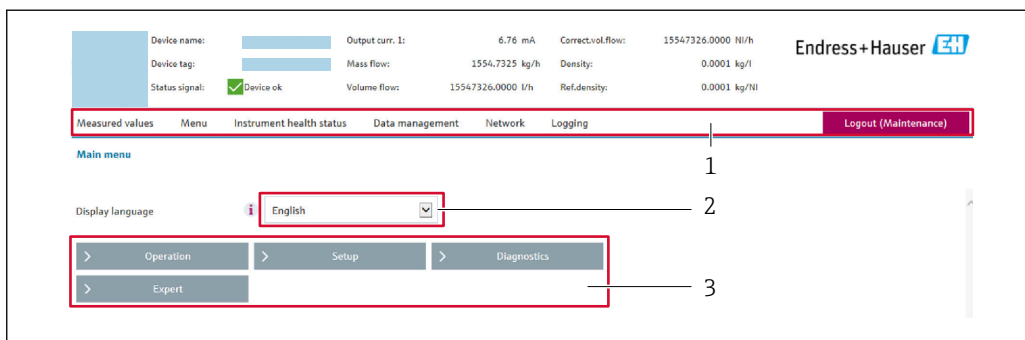 Device name: Output curr. 1: 6.76 mA Correct.vol.flow: 15547326.0000 Nl/h
Endress+Hauser EH
Device tag: Mass flow: 1554.7325 kg/h Density: 0.0001 kg/l
Status signal: Device ok Volume flow: 15547326.0000 l/h Ref.density: 0.0001 kg/Nl
Measured values Menu Instrument health status Data management Network Logging Logout (Maintenance)
1
Main menu
Display language i English 2
> Operation > Setup > Diagnostics
> Expert 3